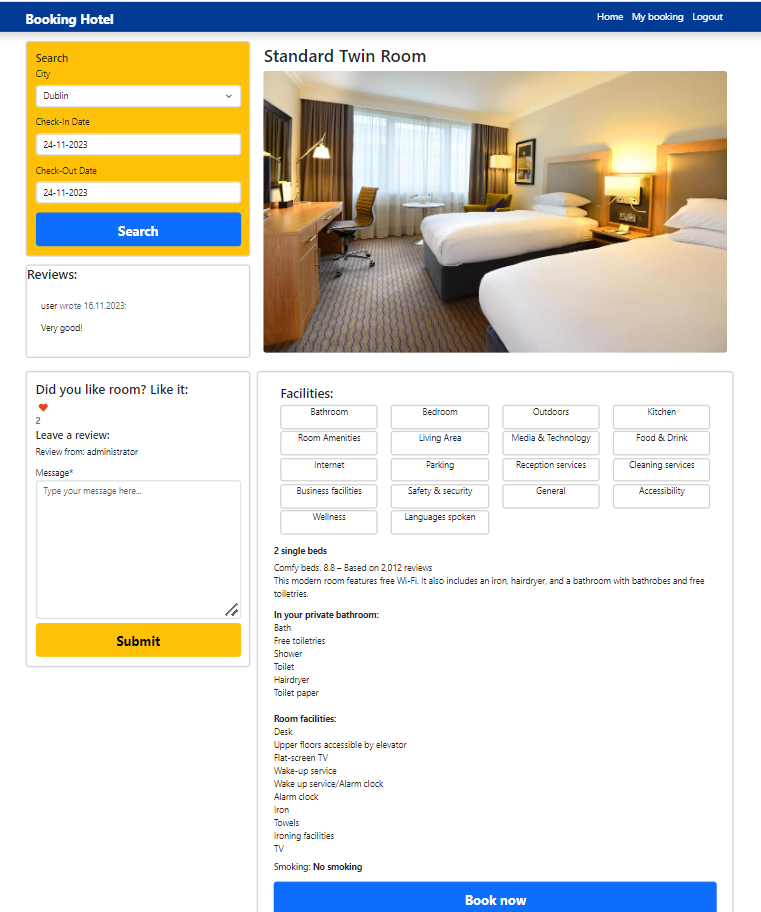 Booking Hotel
Home My booking Logout
Search
City
Dublin
Check-In Date
24-11-2023
Check-Out Date
24-11-2023
Search
Reviews:
user wrote 16.11.2023:
Very good!
Standard Twin Room
Did you like room? Like it:
2
Leave a review:
Review from: administrator
Message*
Type your message here...
Submit
Facilities:
Bathroom Bedroom Outdoors Kitchen
Room Amenities Living Area Media & Technology Food & Drink
Internet Parking Reception services Cleaning services
Business facilities Safety & security General Accessibility
Wellness Languages spoken
2 single beds
Comfy beds, 8.8 – Based on 2,012 reviews
This modern room features free Wi-Fi. It also includes an iron, hairdryer, and a bathroom with bathrobes and free
toiletries.
In your private bathroom:
Bath
Free toiletries
Shower
Toilet
Hairdryer
Toilet paper
Room facilities:
Desk
Upper floors accessible by elevator
Flat-screen TV
Wake-up service
Wake up service/Alarm clock
Alarm clock
Iron
Towels
Ironing facilities
TV
Smoking: No smoking
Book now